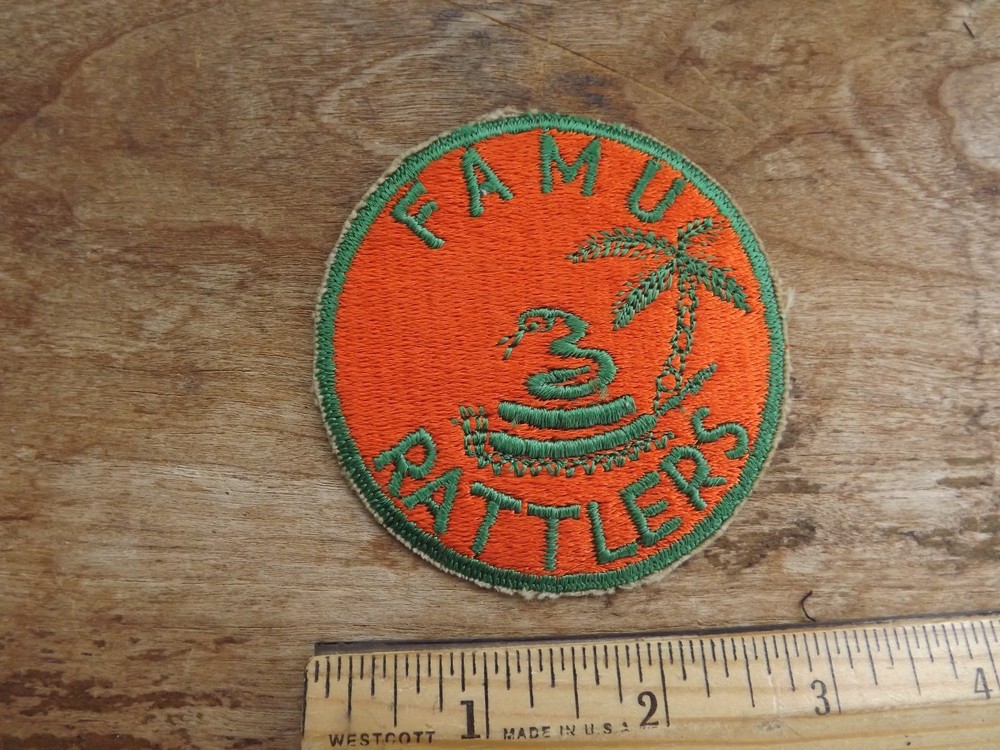 FAMU
RATTLERS
1 2 3 4
WESTCOTT MADE IN U.S.A